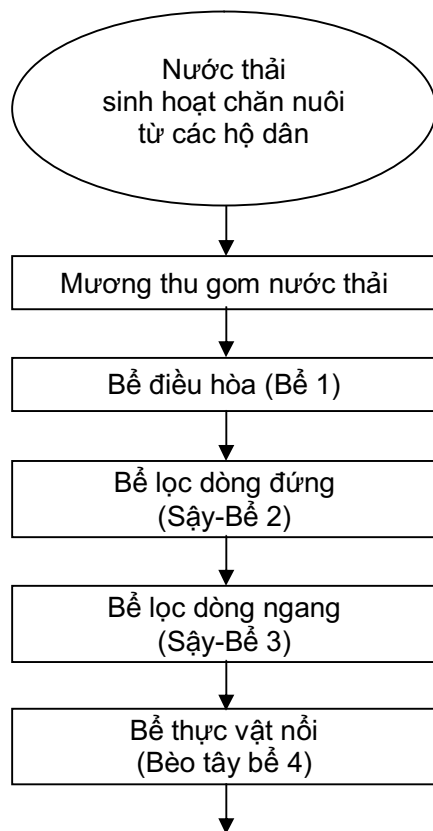 Nước thải
sinh hoạt chăn nuôi
từ các hộ dân
Mương thu gom nước thải
Bể điều hòa (Bể 1)
Bể lọc dòng đứng
(Sậy-Bể 2)
Bể lọc dòng ngang
(Sậy-Bể 3)
Bể thực vật nổi
(Bèo tây bể 4)